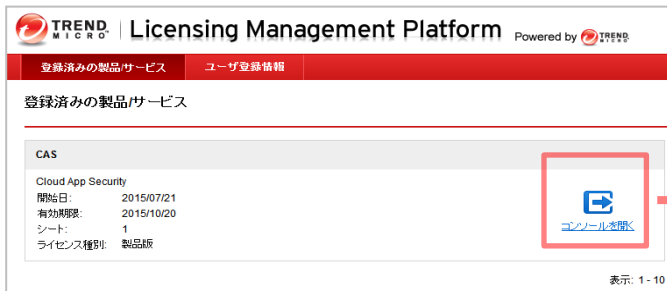 TREND MICRO™ Licensing Management Platform Powered by TREND MICRO
登録済みの製品/サービス ユーザ登録情報
登録済みの製品/サービス
CAS
Cloud App Security
開始日: 2015/07/21
有効期限: 2015/10/20
シート: 1
ライセンス種別: 製品版
コンソールを開く
表示: 1 - 10